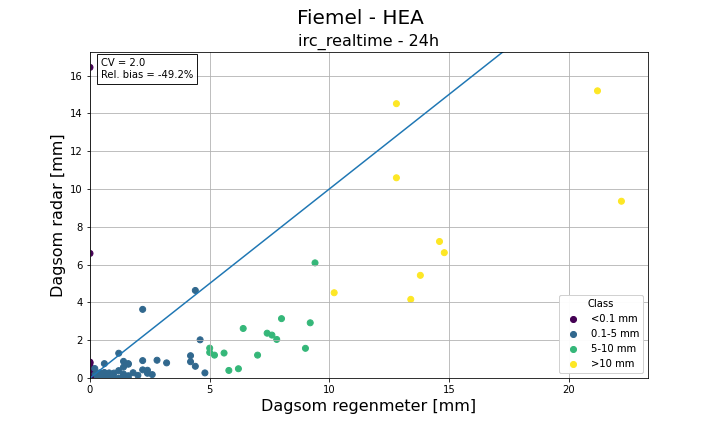 Fiemel - HEA
irc_realtime - 24h
CV = 2.0
Rel. bias = -49.2%
16
14
12
10
8
6
4
2
0
Dagsom radar [mm]
0
5
10
15
20
Dagsom regenmeter [mm]
Class
<0.1 mm
0.1-5 mm
5-10 mm
>10 mm